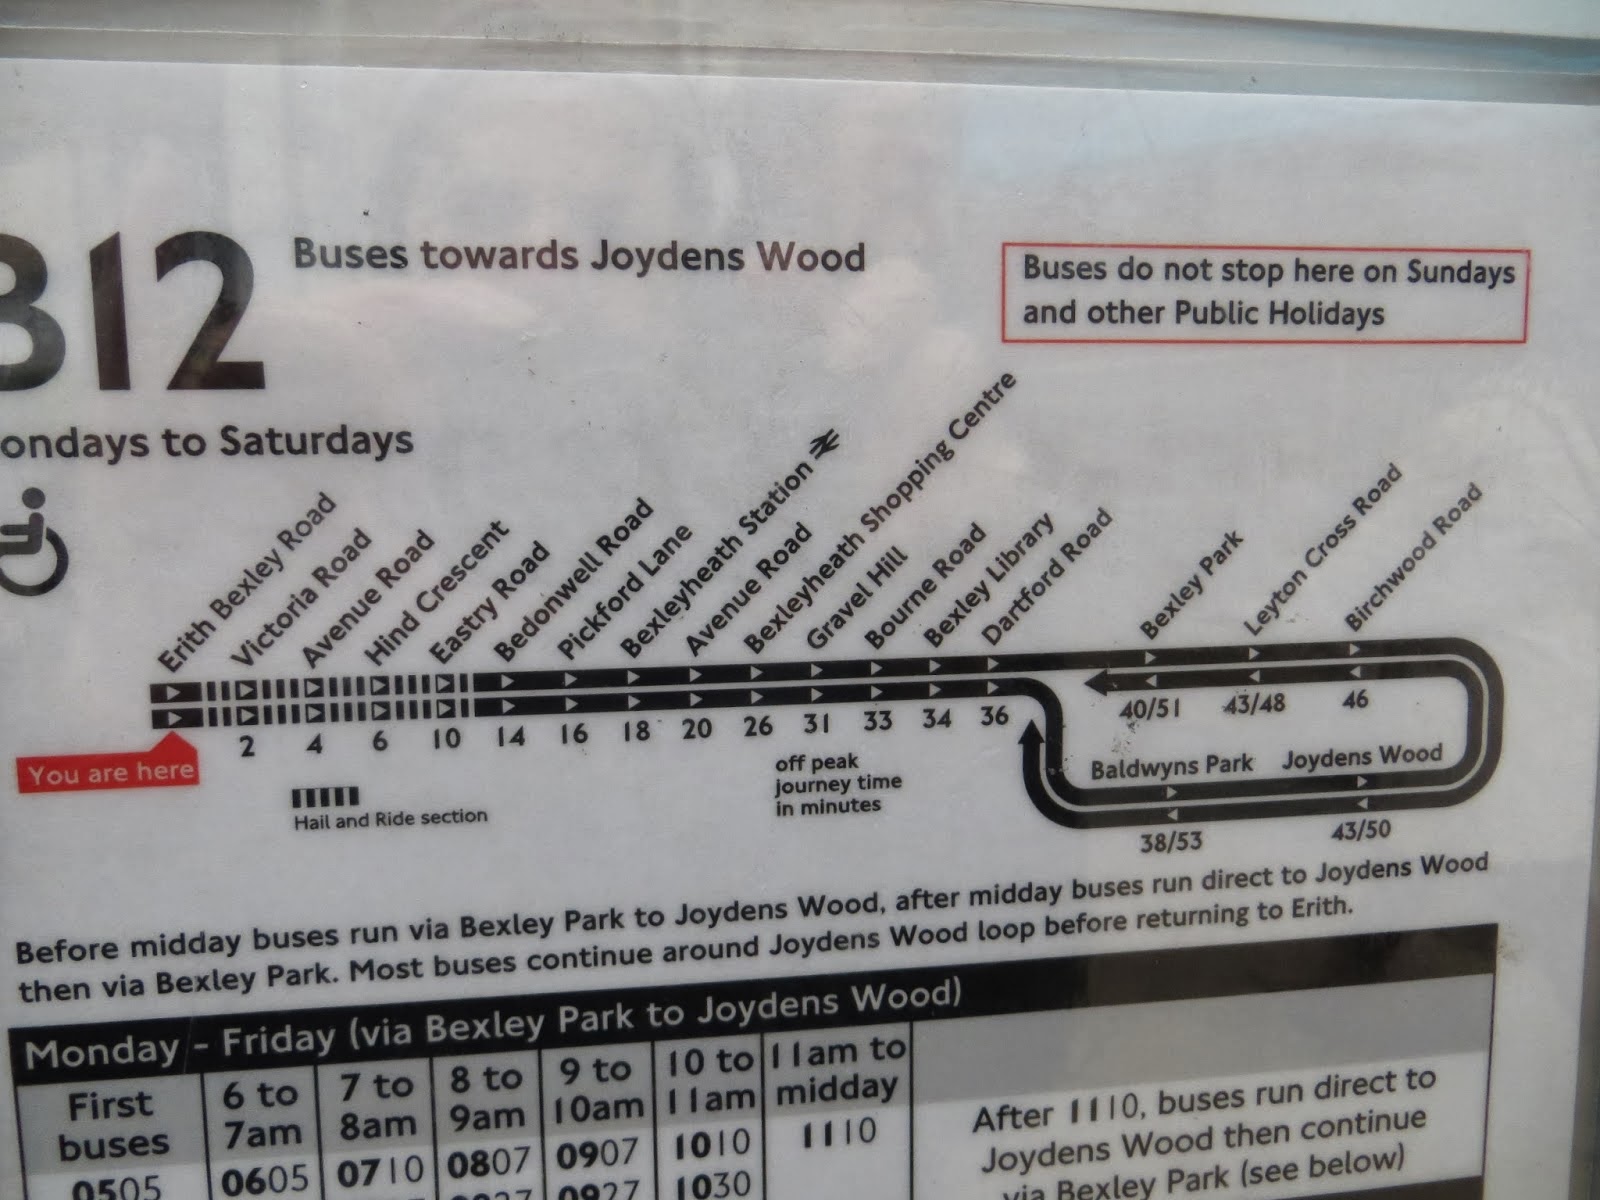 B12
Buses towards Joydens Wood
Buses do not stop here on Sundays
and other Public Holidays
ondays to Saturdays
Erith Bexley Road
Victoria Road
Avenue Road
Hind Crescent
Eastry Road
Bedonwell Road
Pickford Lane
Bexleyheath Station
Avenue Road
Bexleyheath Shopping Centre
Gravel Hill
Bourne Road
Bexley Library
Dartford Road
Bexley Park
Leyton Cross Road
Birchwood Road
2 4 6 10 14 16 18 20 26 31 33 34 36
40/51 43/48 46
You are here
Hail and Ride section
off peak
journey time
in minutes
Baldwyns Park Joydens Wood
38/53 43/50
Before midday buses run via Bexley Park to Joydens Wood, after midday buses run direct to Joydens Wood
then via Bexley Park. Most buses continue around Joydens Wood loop before returning to Erith.
Monday - Friday (via Bexley Park to Joydens Wood)
First 6 to 7 to 8 to 9 to 10 to 11am to
buses 7am 8am 9am 10am 11am midday
0505 0605 0710 0807 0907 1010 1110
0927 1030
After 1110, buses run direct to
Joydens Wood then continue
via Bexley Park (see below)